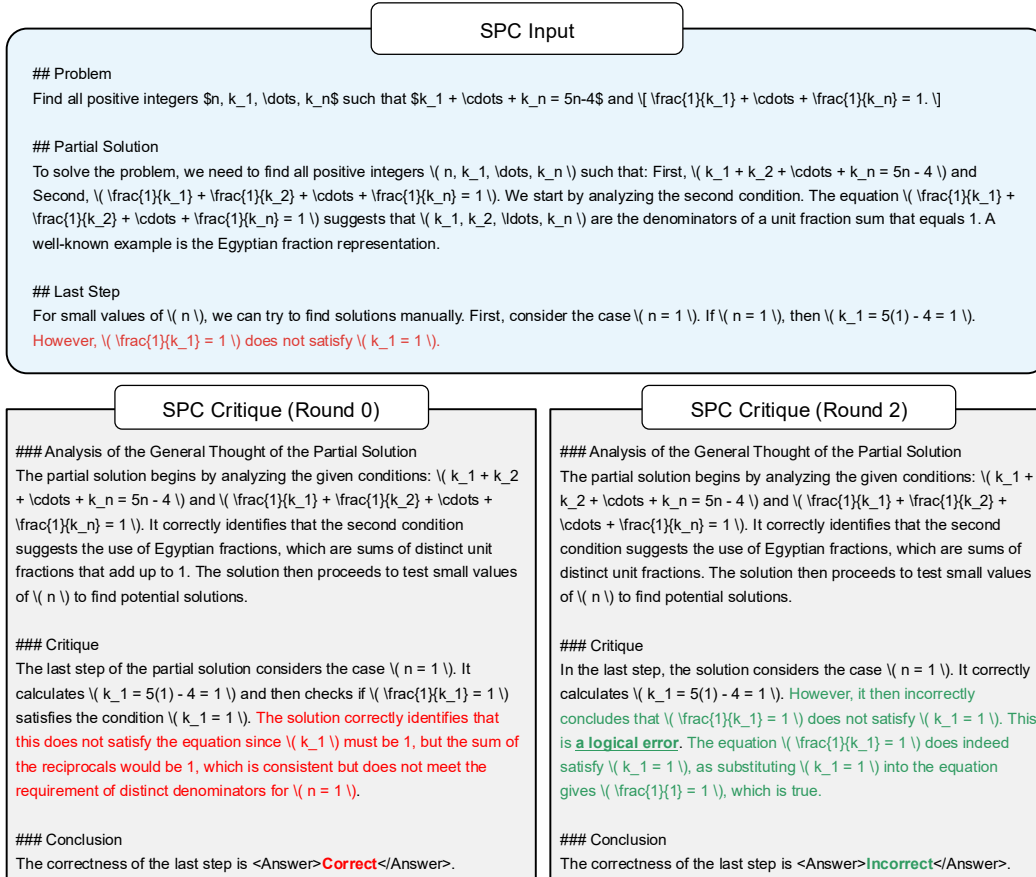 SPC Input
## Problem
Find all positive integers $n, k_1, \dots, k_n$ such that $k_1 + \cdots + k_n = 5n-4$ and \[ \frac{1}{k_1} + \cdots + \frac{1}{k_n} = 1. \]
## Partial Solution
To solve the problem, we need to find all positive integers \( n, k_1, \dots, k_n \) such that: First, \( k_1 + k_2 + \cdots + k_n = 5n - 4 \) and
Second, \( \frac{1}{k_1} + \frac{1}{k_2} + \cdots + \frac{1}{k_n} = 1 \). We start by analyzing the second condition. The equation \( \frac{1}{k_1} +
\frac{1}{k_2} + \cdots + \frac{1}{k_n} = 1 \) suggests that \( k_1, k_2, \ldots, k_n \) are the denominators of a unit fraction sum that equals 1. A
well-known example is the Egyptian fraction representation.
## Last Step
For small values of \( n \), we can try to find solutions manually. First, consider the case \( n = 1 \). If \( n = 1 \), then \( k_1 = 5(1) - 4 = 1 \).
However, \( \frac{1}{k_1} = 1 \) does not satisfy \( k_1 = 1 \).
SPC Critique (Round 0)
### Analysis of the General Thought of the Partial Solution
The partial solution begins by analyzing the given conditions: \( k_1 + k_2
+ \cdots + k_n = 5n - 4 \) and \( \frac{1}{k_1} + \frac{1}{k_2} + \cdots +
\frac{1}{k_n} = 1 \). It correctly identifies that the second condition
suggests the use of Egyptian fractions, which are sums of distinct unit
fractions that add up to 1. The solution then proceeds to test small values
of \( n \) to find potential solutions.
### Critique
The last step of the partial solution considers the case \( n = 1 \). It
calculates \( k_1 = 5(1) - 4 = 1 \) and then checks if \( \frac{1}{k_1} = 1 \)
satisfies the condition \( k_1 = 1 \). The solution correctly identifies that
this does not satisfy the equation since \( k_1 \) must be 1, but the sum of
the reciprocals would be 1, which is consistent but does not meet the
requirement of distinct denominators for \( n = 1 \).
### Conclusion
The correctness of the last step is <Answer>Correct</Answer>.
SPC Critique (Round 2)
### Analysis of the General Thought of the Partial Solution
The partial solution begins by analyzing the given conditions: \( k_1 +
k_2 + \cdots + k_n = 5n - 4 \) and \( \frac{1}{k_1} + \frac{1}{k_2} +
\cdots + \frac{1}{k_n} = 1 \). It correctly identifies that the second
condition suggests the use of Egyptian fractions, which are sums of
distinct unit fractions. The solution then proceeds to test small values
of \( n \) to find potential solutions.
### Critique
In the last step, the solution considers the case \( n = 1 \). It correctly
calculates \( k_1 = 5(1) - 4 = 1 \). However, it then incorrectly
concludes that \( \frac{1}{k_1} = 1 \) does not satisfy \( k_1 = 1 \). This
is a logical error. The equation \( \frac{1}{k_1} = 1 \) does indeed
satisfy \( k_1 = 1 \), as substituting \( k_1 = 1 \) into the equation
gives \( \frac{1}{1} = 1 \), which is true.
### Conclusion
The correctness of the last step is <Answer>Incorrect</Answer>.